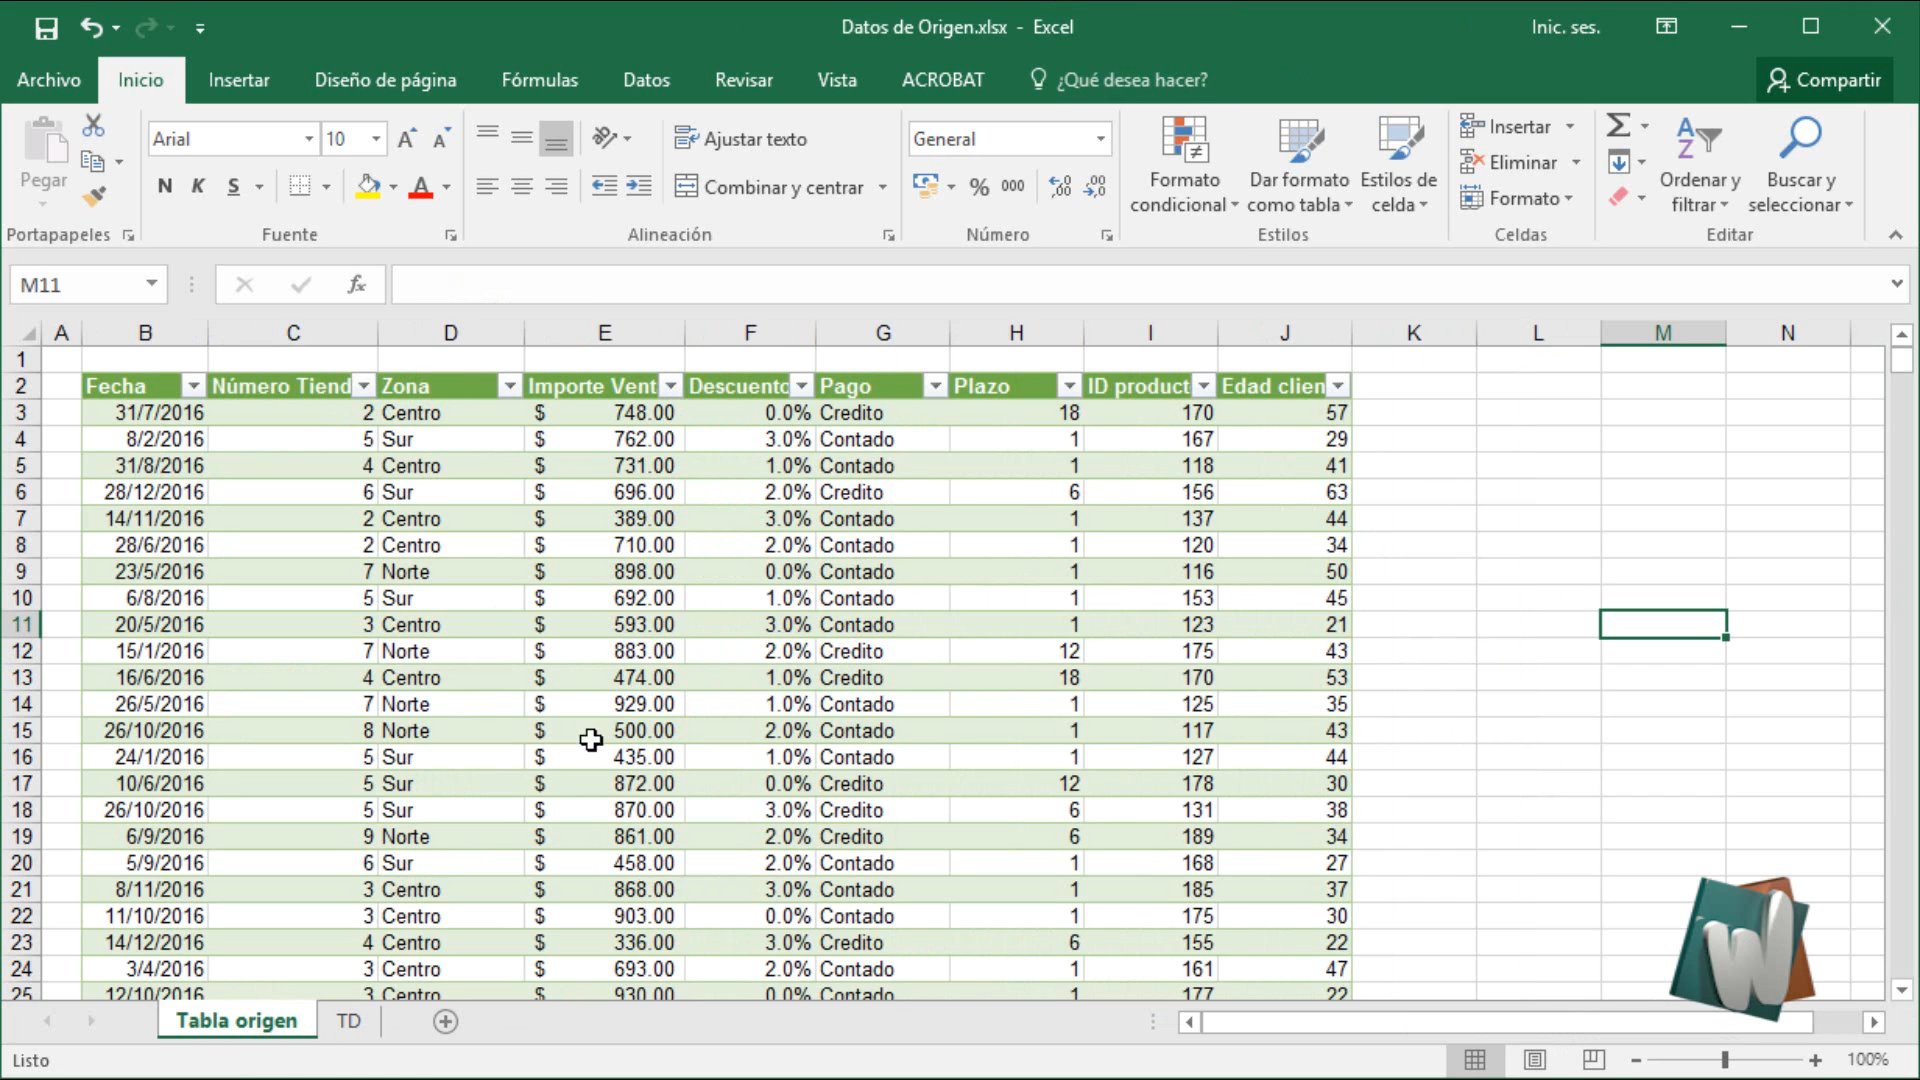 Datos de Origen.xlsx - Excel
Inic. ses.
Archivo Inicio Insertar Diseño de página Fórmulas Datos Revisar Vista ACROBAT ¿Qué desea hacer? Compartir
Pegar
Arial 10
N K S
Ajustar texto
Combinar y centrar
General
% 000
Formato condicional
Dar formato como tabla
Estilos de celda
Insertar
Eliminar
Formato
Ordenar y filtrar
Buscar y seleccionar
Portapapeles Fuente Alineación Número Estilos Celdas Editar
M11 fx
A B C D E F G H I J K L M N
1
2 Fecha Número Tiend Zona Importe Vent Descuento Pago Plazo ID product Edad clien
3 31/7/2016 2 Centro $ 748.00 0.0% Credito 18 170 57
4 8/2/2016 5 Sur $ 762.00 3.0% Contado 1 167 29
5 31/8/2016 4 Centro $ 731.00 1.0% Contado 1 118 41
6 28/12/2016 6 Sur $ 696.00 2.0% Credito 6 156 63
7 14/11/2016 2 Centro $ 389.00 3.0% Contado 1 137 44
8 28/6/2016 2 Centro $ 710.00 2.0% Contado 1 120 34
9 23/5/2016 7 Norte $ 898.00 0.0% Contado 1 116 50
10 6/8/2016 5 Sur $ 692.00 1.0% Contado 1 153 45
11 20/5/2016 3 Centro $ 593.00 3.0% Contado 1 123 21
12 15/1/2016 7 Norte $ 883.00 2.0% Credito 12 175 43
13 16/6/2016 4 Centro $ 474.00 1.0% Credito 18 170 53
14 26/5/2016 7 Norte $ 929.00 1.0% Contado 1 125 35
15 26/10/2016 8 Norte $ 500.00 2.0% Contado 1 117 43
16 24/1/2016 5 Sur $ 435.00 1.0% Contado 1 127 44
17 10/6/2016 5 Sur $ 872.00 0.0% Credito 12 178 30
18 26/10/2016 5 Sur $ 870.00 3.0% Credito 6 131 38
19 6/9/2016 9 Norte $ 861.00 2.0% Credito 6 189 34
20 5/9/2016 6 Sur $ 458.00 2.0% Contado 1 168 27
21 8/11/2016 3 Centro $ 868.00 3.0% Contado 1 185 37
22 11/10/2016 3 Centro $ 903.00 0.0% Contado 1 175 30
23 14/12/2016 4 Centro $ 336.00 3.0% Credito 6 155 22
24 3/4/2016 3 Centro $ 693.00 2.0% Contado 1 161 47
25 12/10/2016 3 Centro $ 930.00 0.0% Contado 1 177 22
W
Tabla origen TD
Listo 100%